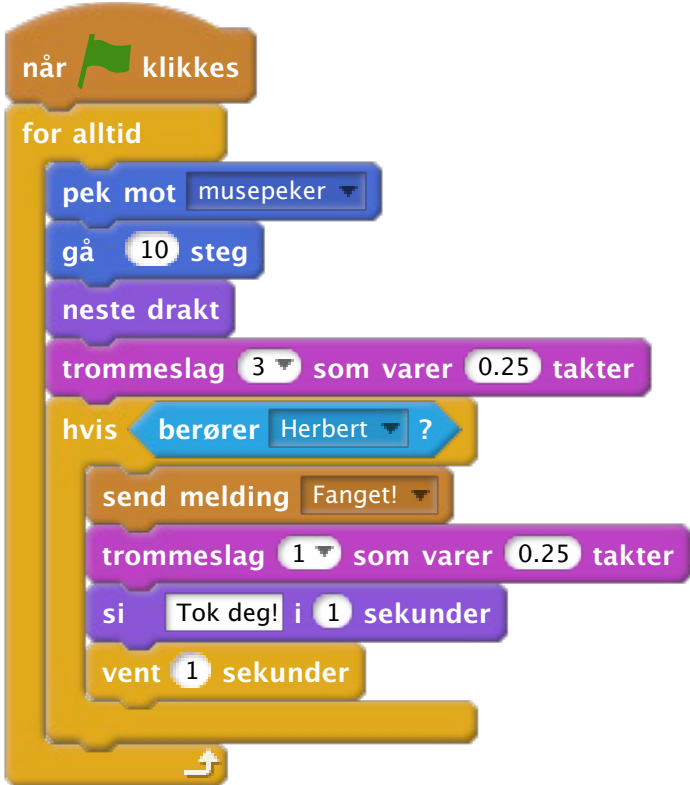 når klikkes
for alltid
pek mot musepeker
gå 10 steg
neste drakt
trommeslag 3 som varer 0.25 takter
hvis berører Herbert ?
send melding Fanget!
trommeslag 1 som varer 0.25 takter
si Tok deg! i 1 sekunder
vent 1 sekunder